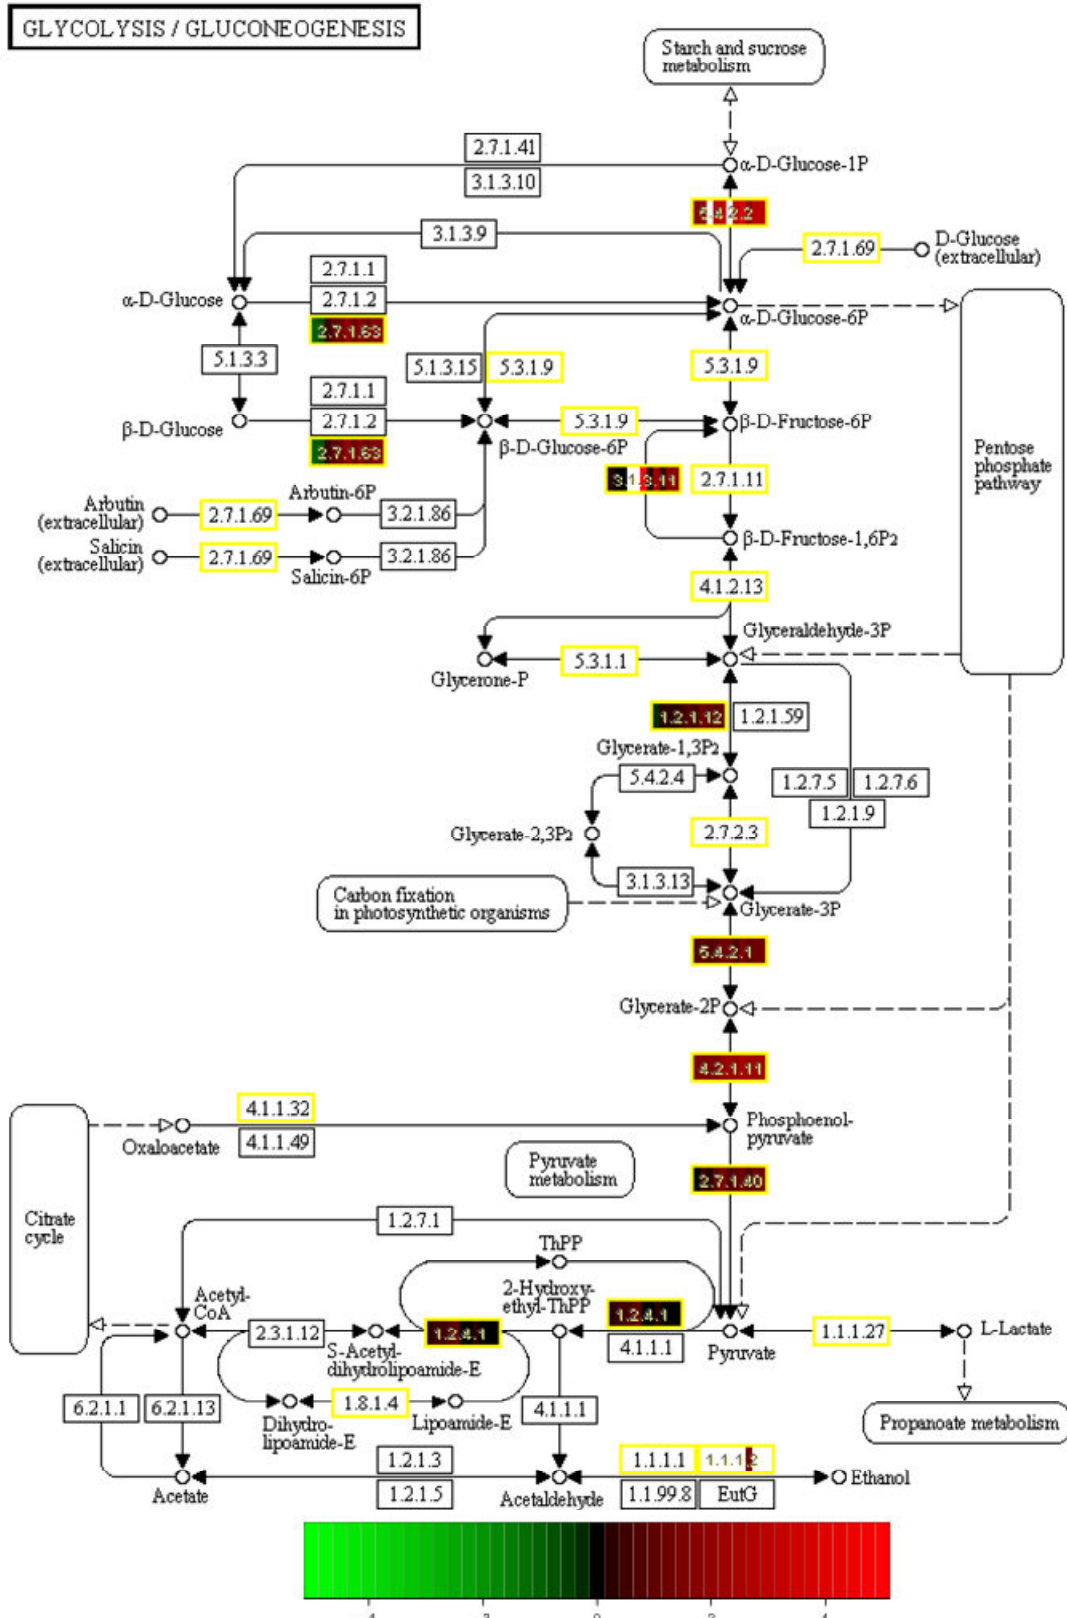 GLYCOLYSIS / GLUCONEOGENESIS
Starch and sucrose
metabolism
2.7.1.41
α-D-Glucose-1P
3.1.3.10
5.4.2.2
3.1.3.9
2.7.1.69
D-Glucose
(extracellular)
2.7.1.1
α-D-Glucose
2.7.1.2
α-D-Glucose-6P
2.7.1.63
5.1.3.3
5.1.3.15
5.3.1.9
5.3.1.9
2.7.1.1
β-D-Glucose
2.7.1.2
5.3.1.9
β-D-Fructose-6P
2.7.1.63
β-D-Glucose-6P
Pentose
phosphate
pathway
3.1.3.11
2.7.1.11
Arbutin
(extracellular)
2.7.1.69
Arbutin-6P
3.2.1.86
β-D-Fructose-1,6P2
Salicin
(extracellular)
2.7.1.69
Salicin-6P
3.2.1.86
4.1.2.13
Glyceraldehyde-3P
5.3.1.1
Glycerone-P
1.2.1.12
1.2.1.59
Glycerate-1,3P2
5.4.2.4
1.2.7.5
1.2.7.6
1.2.1.9
Glycerate-2,3P2
2.7.2.3
3.1.3.13
Carbon fixation
in photosynthetic organisms
Glycerate-3P
5.4.2.1
Glycerate-2P
4.2.1.11
4.1.1.32
Oxaloacetate
4.1.1.49
Phosphoenol-
pyruvate
Pyruvate
metabolism
2.7.1.40
Citrate
cycle
1.2.7.1
ThPP
Acetyl-
CoA
2-Hydroxy-
ethyl-ThPP
1.2.4.1
2.3.1.12
1.2.4.1
4.1.1.1
Pyruvate
1.1.1.27
L-Lactate
S-Acetyl-
dihydrolipoamide-E
6.2.1.1
6.2.1.13
1.8.1.4
Dihydro-
lipoamide-E
Lipoamide-E
4.1.1.1
Propanoate metabolism
1.2.1.3
1.1.1.1
1.1.1.2
Acetate
1.2.1.5
Acetaldehyde
1.1.99.8
EutG
Ethanol